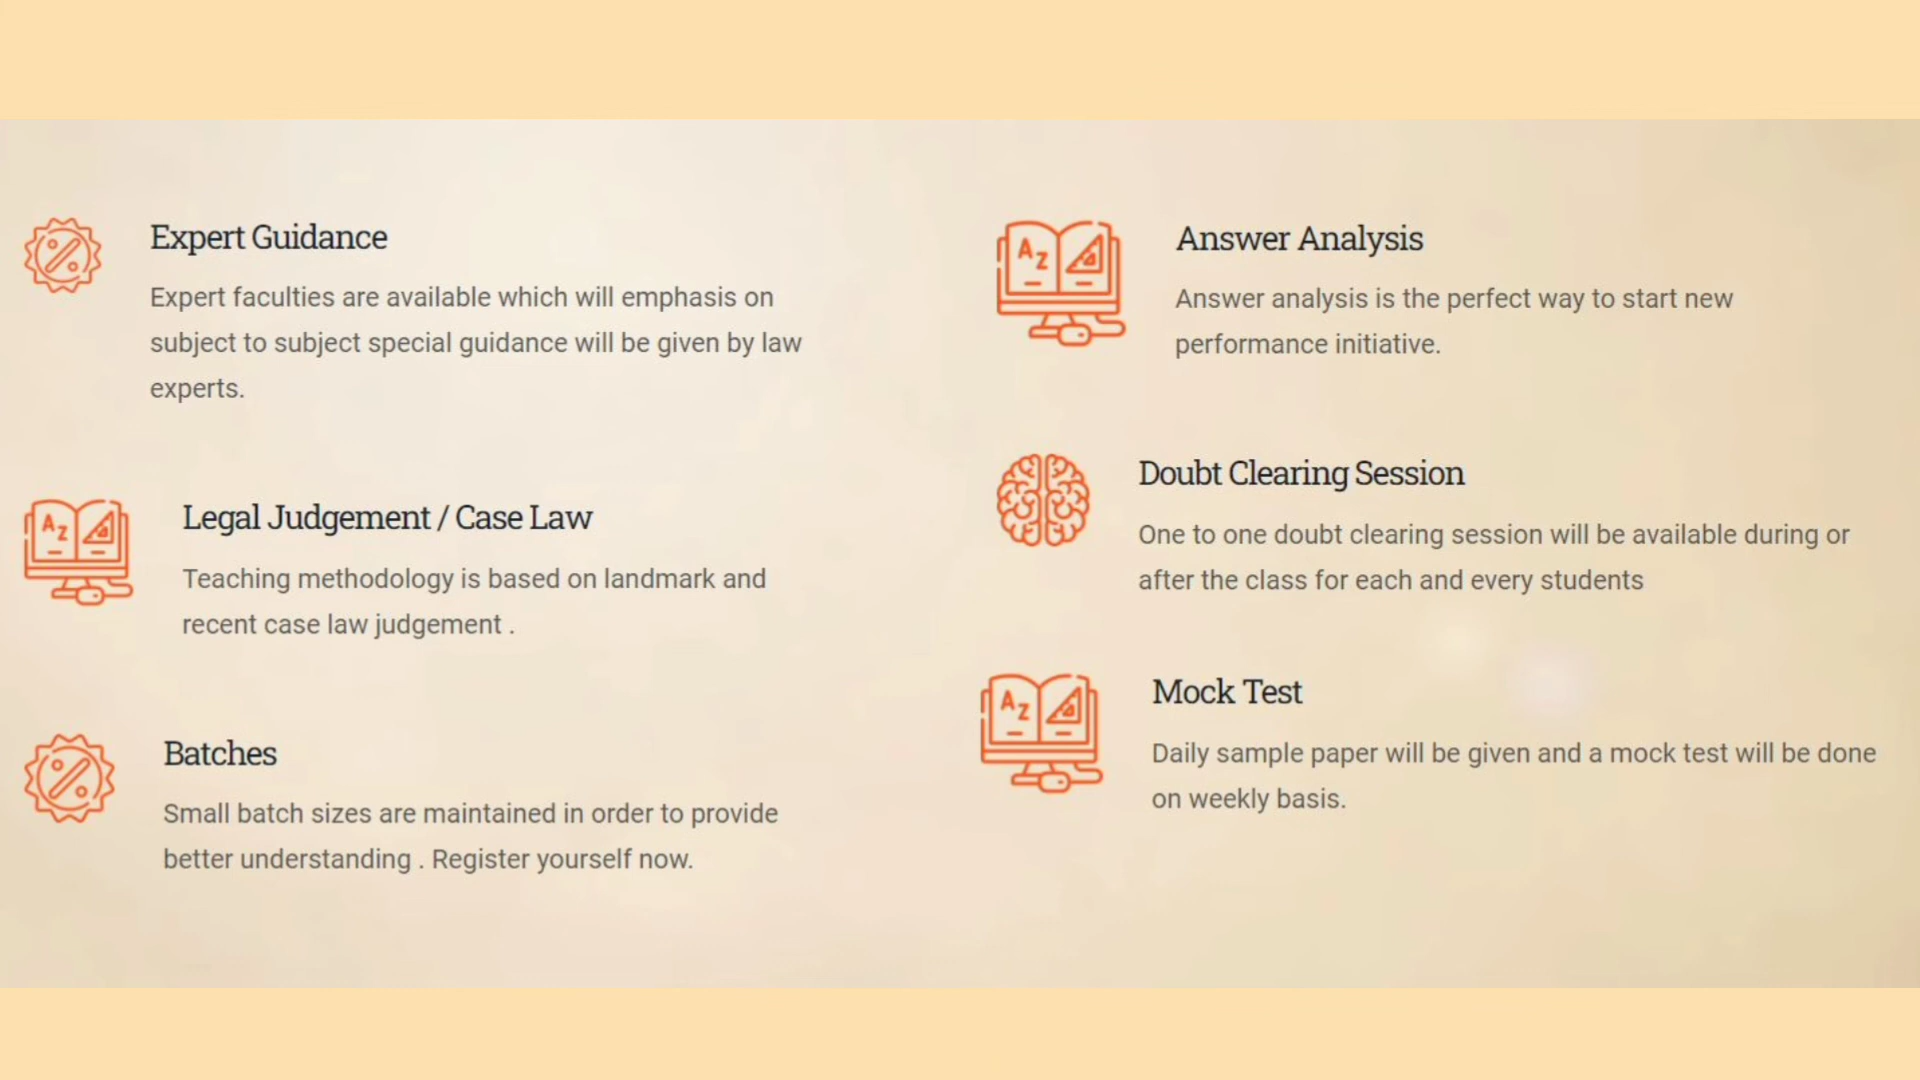 Expert Guidance
Expert faculties are available which will emphasis on
subject to subject special guidance will be given by law
experts.
Legal Judgement / Case Law
Teaching methodology is based on landmark and
recent case law judgement .
Batches
Small batch sizes are maintained in order to provide
better understanding . Register yourself now.
Answer Analysis
Answer analysis is the perfect way to start new
performance initiative.
Doubt Clearing Session
One to one doubt clearing session will be available during or
after the class for each and every students
Mock Test
Daily sample paper will be given and a mock test will be done
on weekly basis.
A Z
A Z
A Z